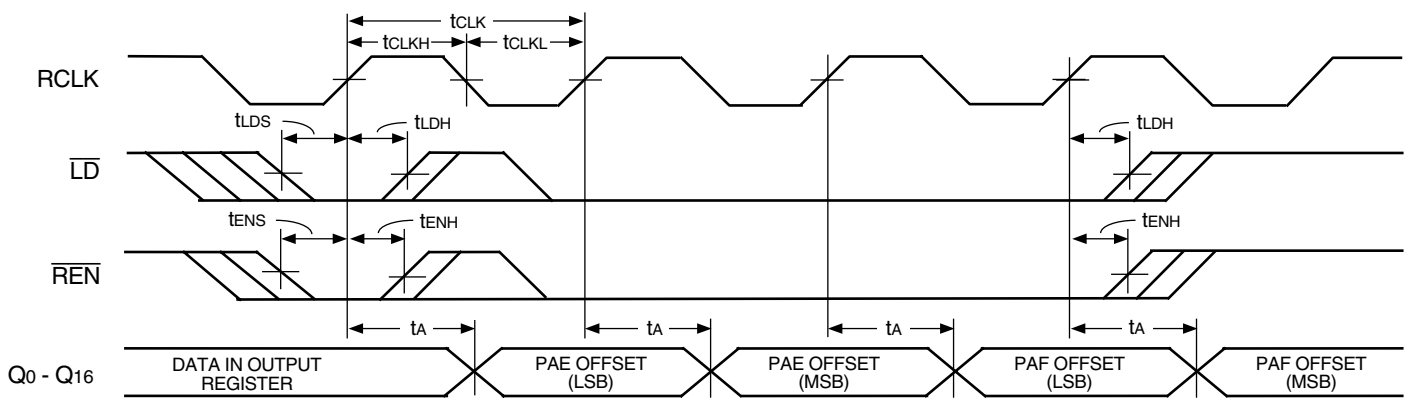 tCLK
tCLKH
tCLKL
RCLK
tLDS
tLDH
tLDH
LD
tENS
tENH
tENH
REN
tA
tA
tA
tA
Q0 - Q16
DATA IN OUTPUT
REGISTER
PAE OFFSET
(LSB)
PAE OFFSET
(MSB)
PAF OFFSET
(LSB)
PAF OFFSET
(MSB)